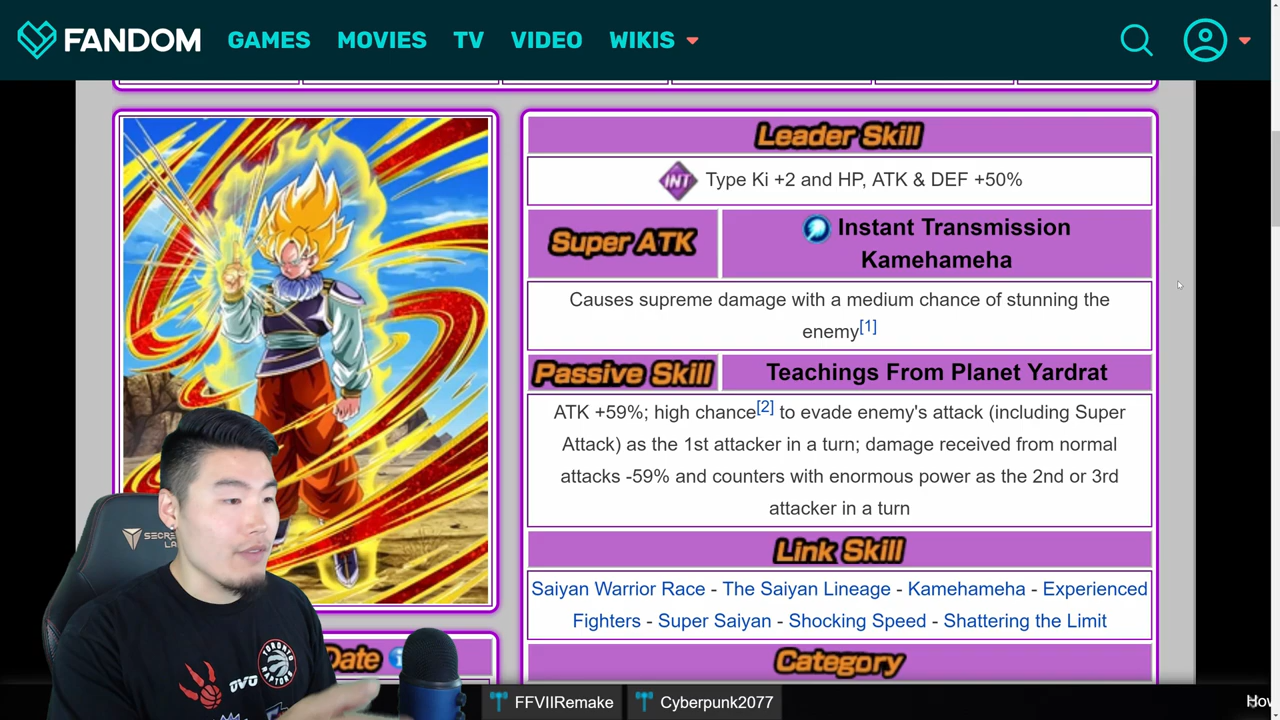 FANDOM GAMES MOVIES TV VIDEO WIKIS
Leader Skill
INT Type Ki +2 and HP, ATK & DEF +50%
Super ATK
Instant Transmission
Kamehameha
Causes supreme damage with a medium chance of stunning the
enemy[1]
Passive Skill
Teachings From Planet Yardrat
ATK +59%; high chance[2] to evade enemy's attack (including Super
Attack) as the 1st attacker in a turn; damage received from normal
attacks -59% and counters with enormous power as the 2nd or 3rd
attacker in a turn
Link Skill
Saiyan Warrior Race - The Saiyan Lineage - Kamehameha - Experienced
Fighters - Super Saiyan - Shocking Speed - Shattering the Limit
Date
Category
SECRE
LA
OVO
RAPTORS
FFVIIRemake
Cyberpunk2077